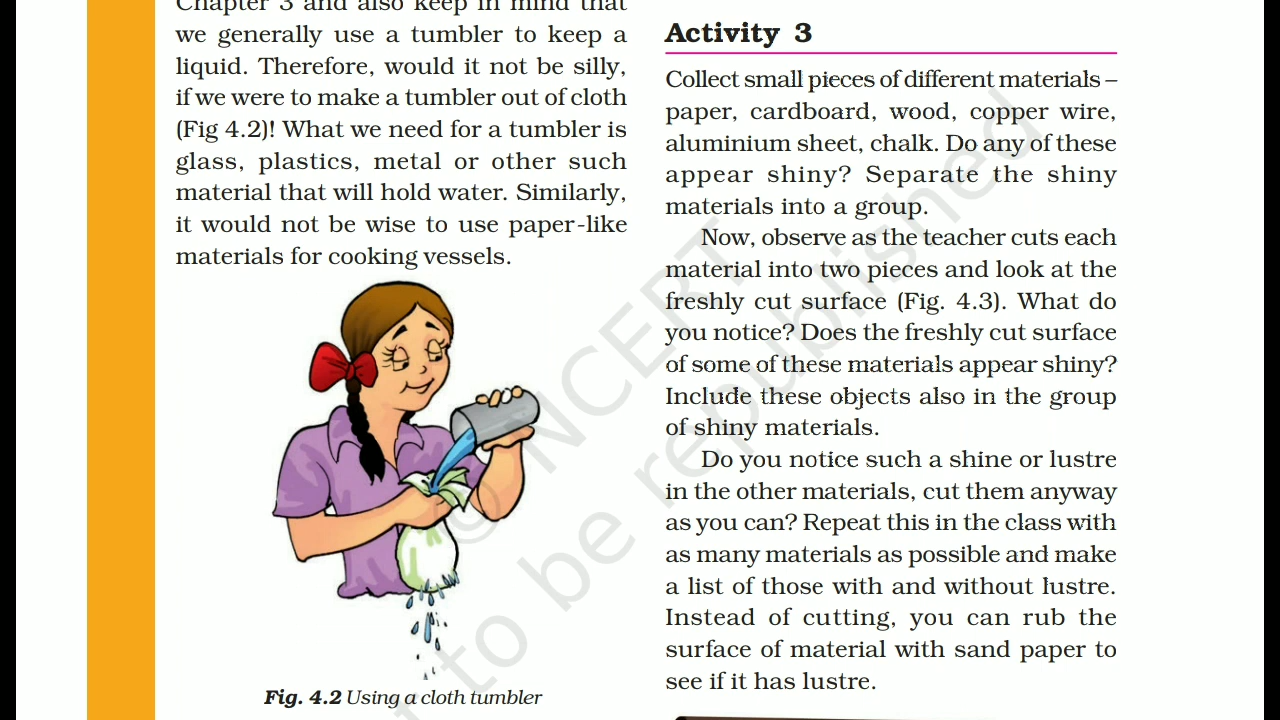 Chapter 3 and also keep in mind that
we generally use a tumbler to keep a
liquid. Therefore, would it not be silly,
if we were to make a tumbler out of cloth
(Fig 4.2)! What we need for a tumbler is
glass, plastics, metal or other such
material that will hold water. Similarly,
it would not be wise to use paper-like
materials for cooking vessels.
Fig. 4.2 Using a cloth tumbler
Activity 3
Collect small pieces of different materials –
paper, cardboard, wood, copper wire,
aluminium sheet, chalk. Do any of these
appear shiny? Separate the shiny
materials into a group.
Now, observe as the teacher cuts each
material into two pieces and look at the
freshly cut surface (Fig. 4.3). What do
you notice? Does the freshly cut surface
of some of these materials appear shiny?
Include these objects also in the group
of shiny materials.
Do you notice such a shine or lustre
in the other materials, cut them anyway
as you can? Repeat this in the class with
as many materials as possible and make
a list of those with and without lustre.
Instead of cutting, you can rub the
surface of material with sand paper to
see if it has lustre.
© NCERT
to be republished